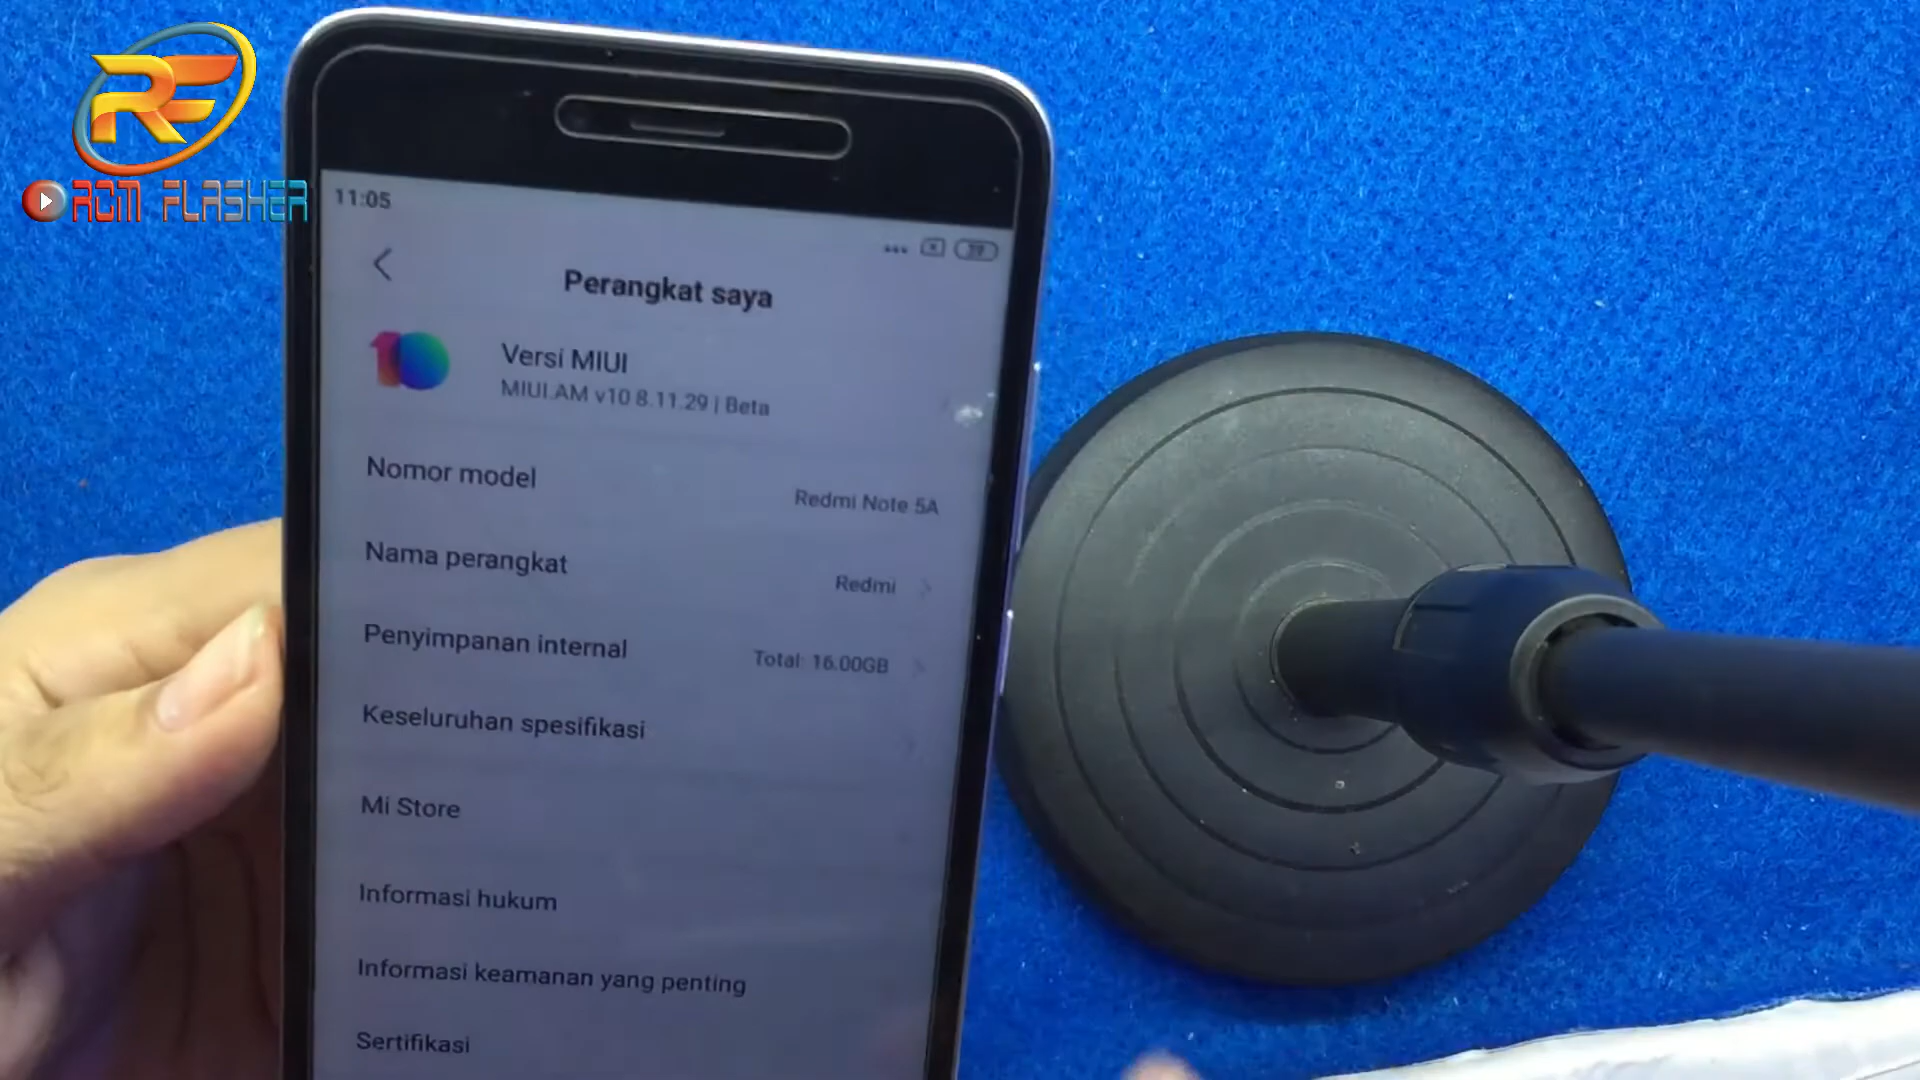 RF
ROM FLASHER
11:05
Perangkat saya
10
Versi MIUI
MIUI.AM v10 8.11.29 | Beta
Nomor model
Redmi Note 5A
Nama perangkat
Redmi
Penyimpanan internal
Total: 16.00GB
Keseluruhan spesifikasi
Mi Store
Informasi hukum
Informasi keamanan yang penting
Sertifikasi